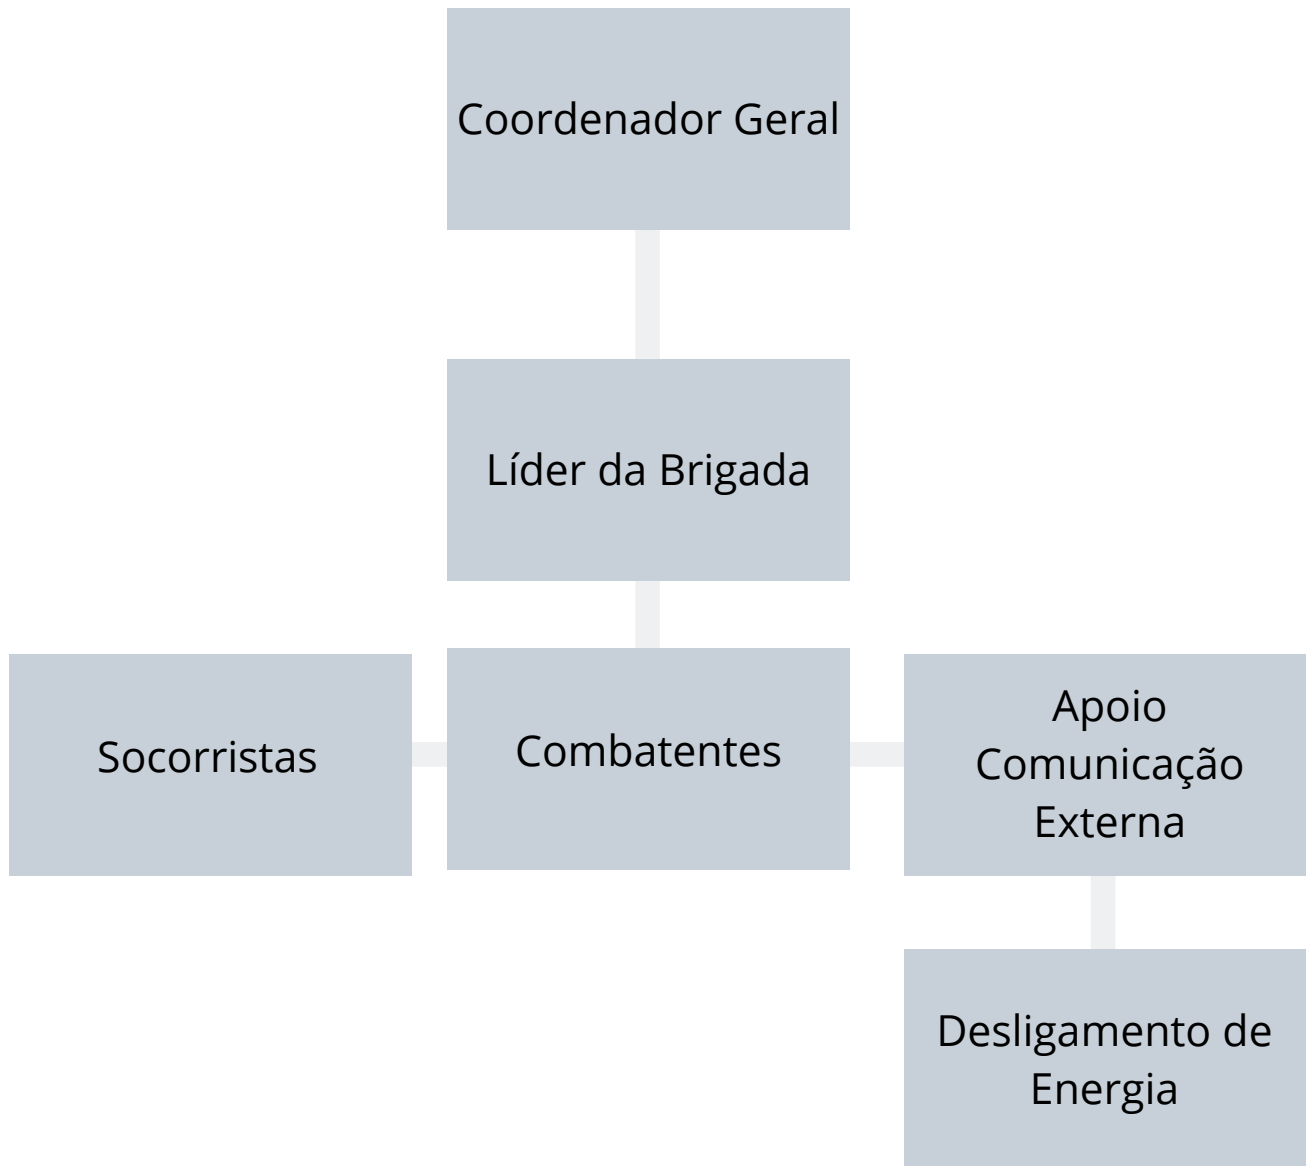 Coordenador Geral
Líder da Brigada
Socorristas
Combatentes
Apoio
Comunicação
Externa
Desligamento de
Energia